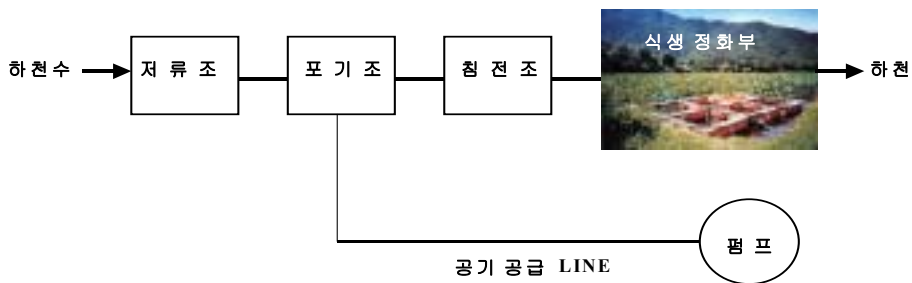 식생 정화부
하천수
저류조
포기조
침전조
하천
펌프
공기 공급 LINE